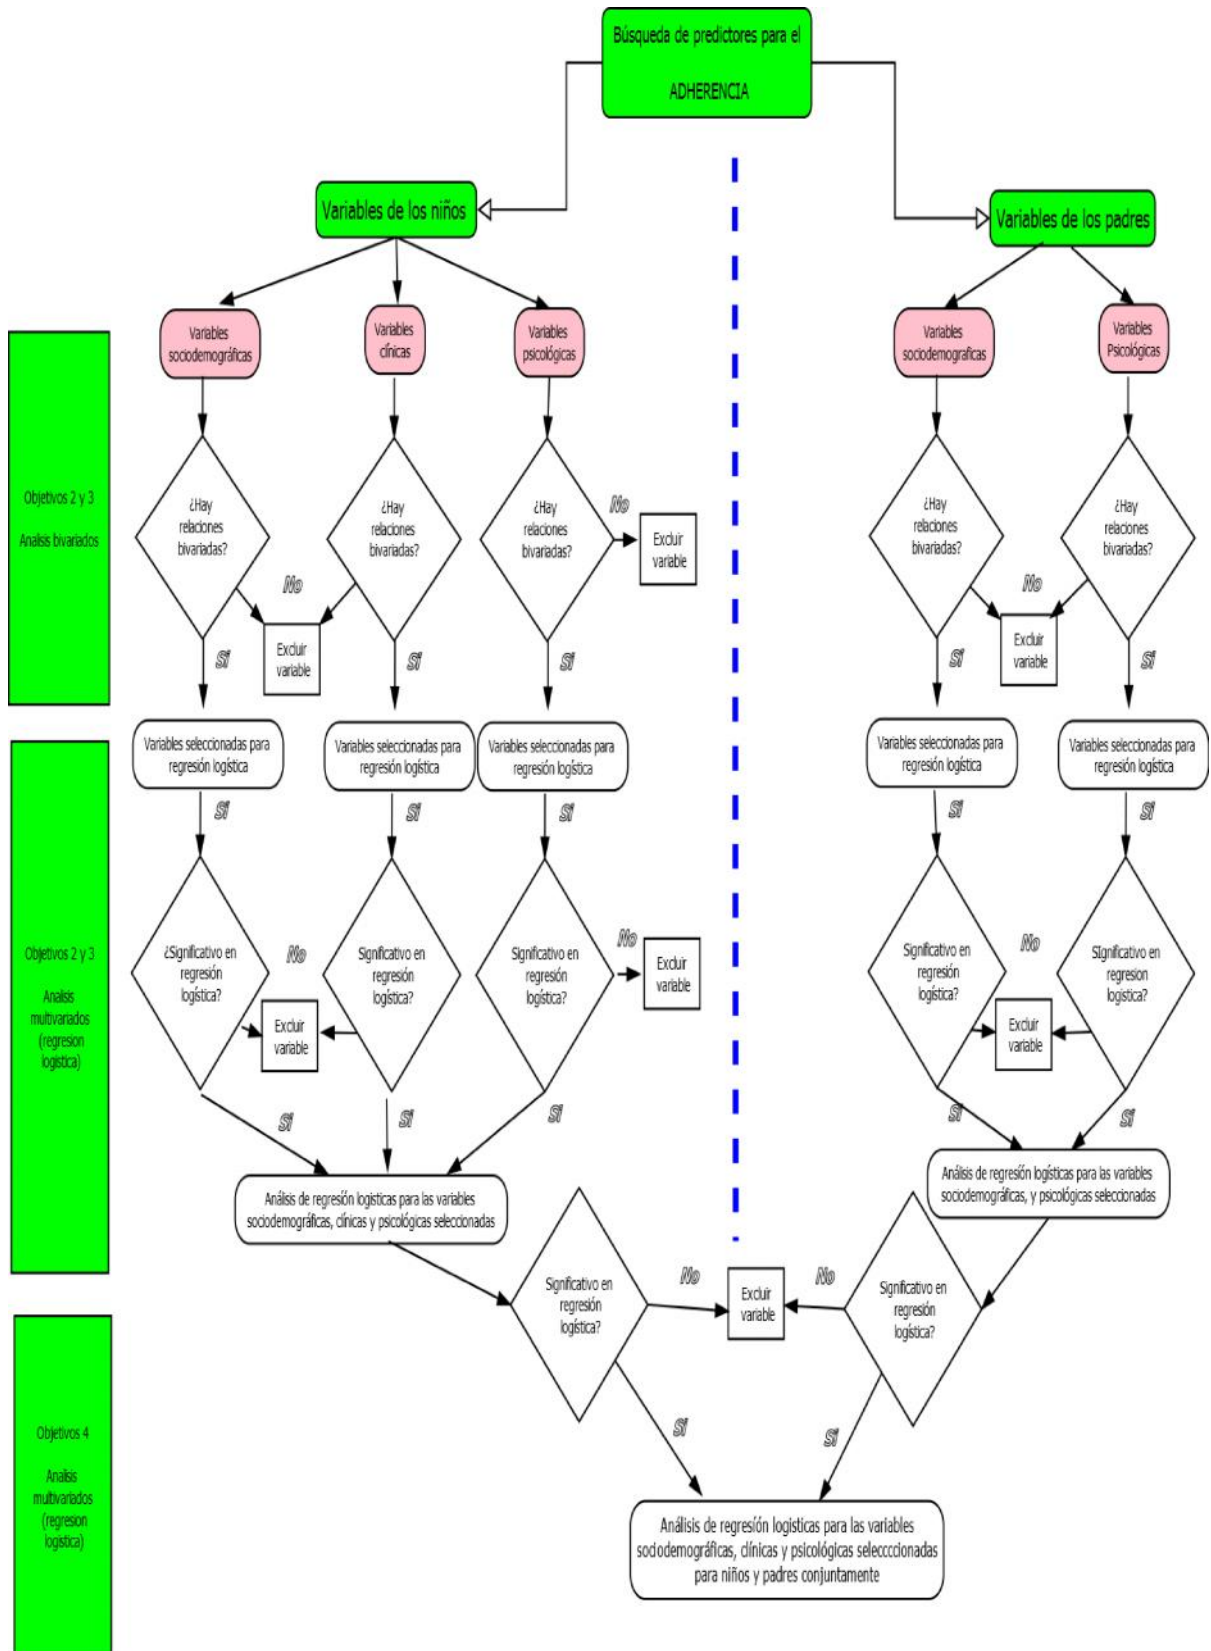 Búsqueda de predictores para el
ADHERENCIA
Variables de los niños
Variables de los padres
Variables
sociodemográficas
Variables
clínicas
Variables
psicológicas
Variables
sociodemograficas
Variables
Psicológicas
Objetivos 2 y 3
Analisis bivariados
¿Hay
relaciones
bivariadas?
¿Hay
relaciones
bivariadas?
¿Hay
relaciones
bivariadas?
No
Excluir
variable
¿Hay
relaciones
bivariadas?
¿Hay
relaciones
bivariadas?
No
Excluir
variable
No
Excluir
variable
Si
Si
Si
Si
Si
Variables seleccionadas para
regresión logística
Variables seleccionadas para
regresión logística
Variables seleccionadas para
regresión logística
Variables seleccionadas para
regresión logística
Variables seleccionadas para
regresión logística
Si
Si
Si
Si
Si
Objetivos 2 y 3
Analisis
multivariados
(regresion
logistica)
¿Significativo en
regresión
logística?
No
Significativo en
regresión
logística?
Significativo en
regresión
logística?
No
Excluir
variable
Significativo en
regresión
logística?
No
SIgnificativo en
regresion
logistica?
Excluir
variable
Excluir
variable
Si
Si
Si
Si
Si
Análisis de regresíón logisticas para las variables
sociodemográficas, clínicas y psicológicas seleccionadas
Análisis de regresión logísticas para las variables
sociodemográficas, y psicológicas seleccionadas
Significativo en
regresión
logística?
No
Excluir
variable
No
Significativo en
regresión
logística?
Si
Si
Objetivos 4
Analisis
multivariados
(regresion
logistica)
Análisis de regresíón logisticas para las variables
sociodemográficas, clínicas y psicológicas seleccccionadas
para niños y padres conjuntamente